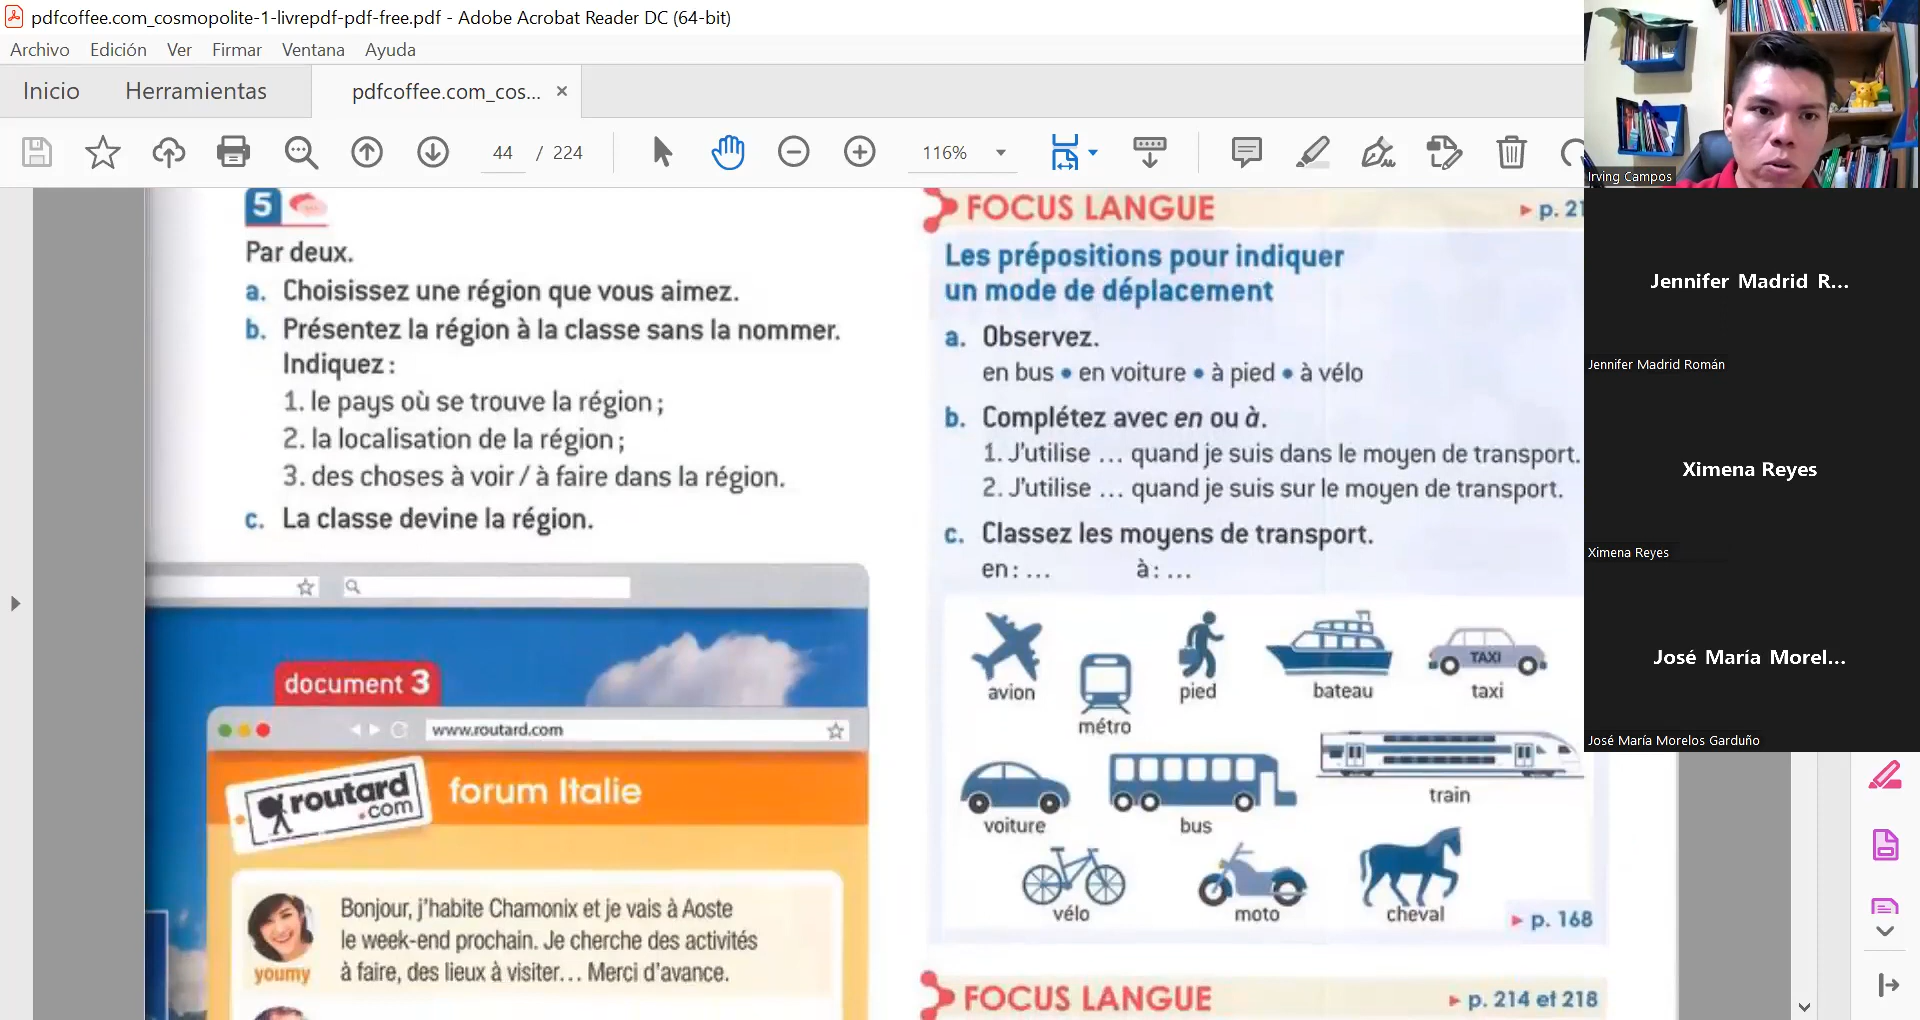 pdfcoffee.com_cosmopolite-1-livrepdf-pdf-free.pdf - Adobe Acrobat Reader DC (64-bit)
Archivo Edición Ver Firmar Ventana Ayuda
Inicio Herramientas pdfcoffee.com_cos... ×
44 / 224 116%
5
Par deux.
a. Choisissez une région que vous aimez.
b. Présentez la région à la classe sans la nommer.
Indiquez :
1. le pays où se trouve la région ;
2. la localisation de la région ;
3. des choses à voir / à faire dans la région.
c. La classe devine la région.
document 3
www.routard.com
routard
.com
forum Italie
Bonjour, j'habite Chamonix et je vais à Aoste
le week-end prochain. Je cherche des activités
à faire, des lieux à visiter... Merci d'avance.
youmy
FOCUS LANGUE
► p. 21
Les prépositions pour indiquer
un mode de déplacement
a. Observez.
en bus • en voiture • à pied • à vélo
b. Complétez avec en ou à.
1. J'utilise ... quand je suis dans le moyen de transport.
2. J'utilise ... quand je suis sur le moyen de transport.
c. Classez les moyens de transport.
en : ... à : ...
avion
métro
pied
bateau
TAXI
taxi
voiture
bus
train
vélo
moto
cheval
► p. 168
FOCUS LANGUE
► p. 214 et 218
Irving Campos
Jennifer Madrid R...
Jennifer Madrid Román
Ximena Reyes
Ximena Reyes
José María Morel...
José María Morelos Garduño